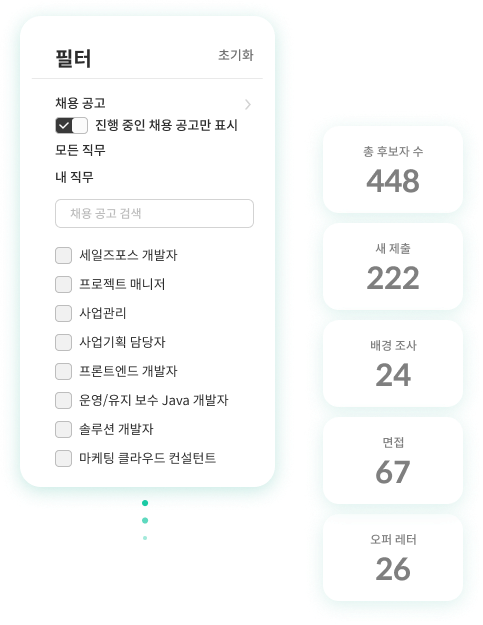 필터
초기화
채용 공고
진행 중인 채용 공고만 표시
모든 직무
내 직무
채용 공고 검색
세일즈포스 개발자
프로젝트 매니저
사업관리
사업기획 담당자
프론트엔드 개발자
운영/유지 보수 Java 개발자
솔루션 개발자
마케팅 클라우드 컨설턴트
총 후보자 수
448
새 제출
222
배경 조사
24
면접
67
오퍼 레터
26